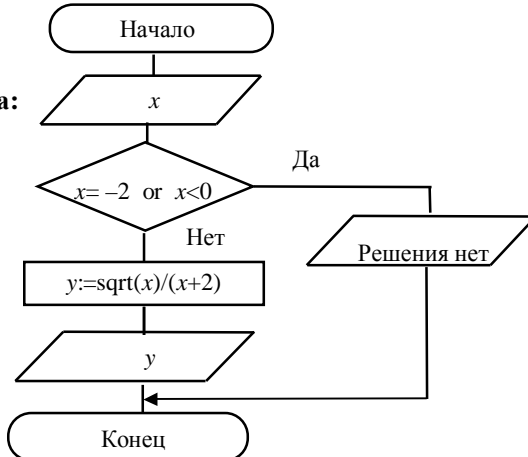 Начало
а:
x
x= –2 or x<0
Да
Нет
Решения нет
y:=sqrt(x)/(x+2)
y
Конец